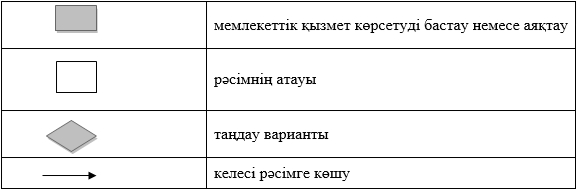 мемлекеттік қызмет көрсетуді бастау немесе аяқтау
рәсімнің атауы
таңдау варианты
келесі рәсімге көшу